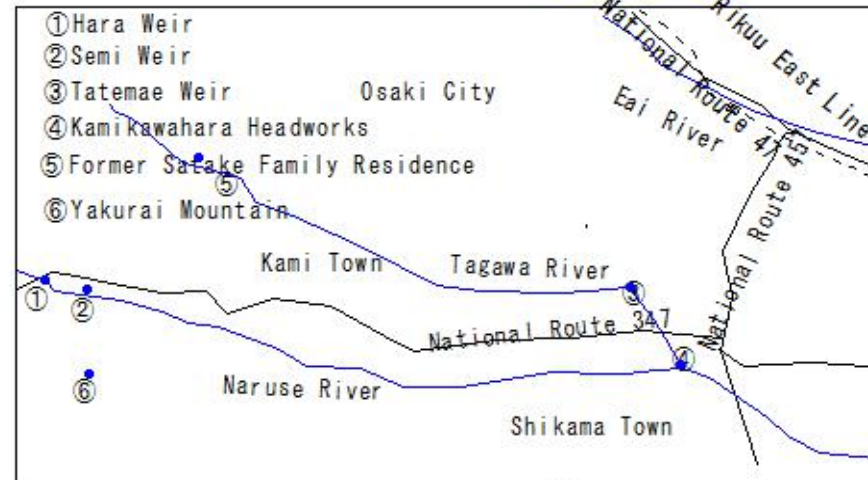 ①Hara Weir
②Semi Weir
③Tatemae Weir
④Kamikawahara Headworks
⑤Former Satake Family Residence
⑥Yakurai Mountain
Osaki City
National Route 47
Rikuu East Line
Eai River
National Route 457
⑤
Kami Town
Tagawa River
③
①
②
National Route 347
④
⑥
Naruse River
Shikama Town